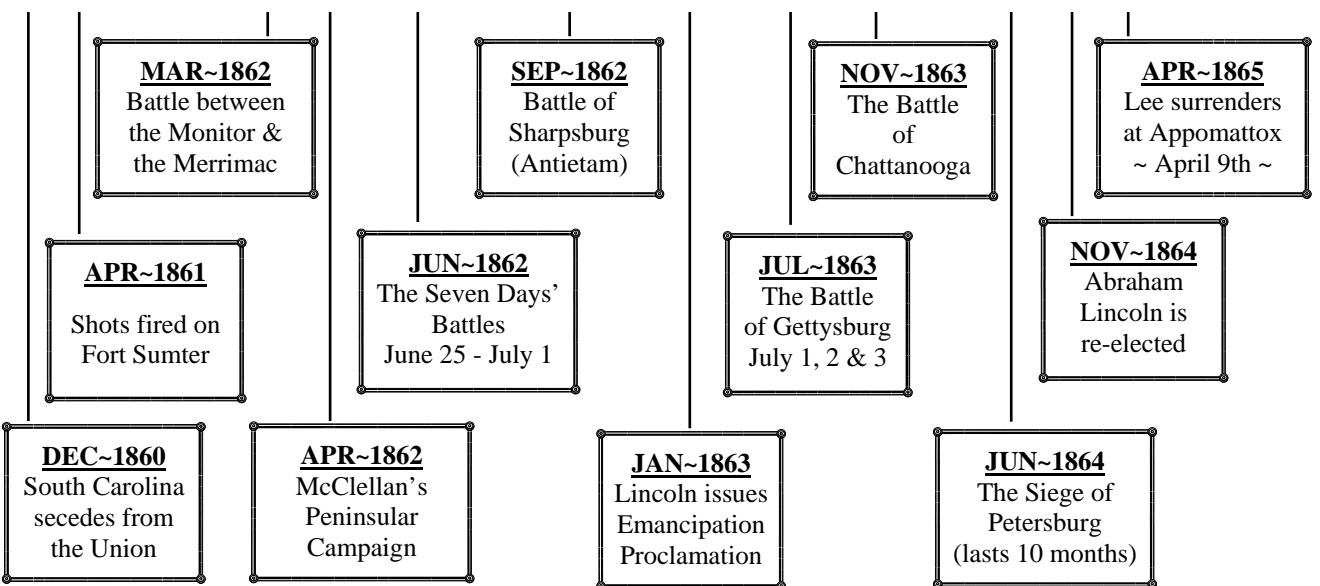 MAR~1862
Battle between
the Monitor &
the Merrimac
SEP~1862
Battle of
Sharpsburg
(Antietam)
NOV~1863
The Battle
of
Chattanooga
APR~1865
Lee surrenders
at Appomattox
~ April 9th ~
APR~1861
Shots fired on
Fort Sumter
JUN~1862
The Seven Days’
Battles
June 25 - July 1
JUL~1863
The Battle
of Gettysburg
July 1, 2 & 3
NOV~1864
Abraham
Lincoln is
re-elected
DEC~1860
South Carolina
secedes from
the Union
APR~1862
McClellan’s
Peninsular
Campaign
JAN~1863
Lincoln issues
Emancipation
Proclamation
JUN~1864
The Siege of
Petersburg
(lasts 10 months)